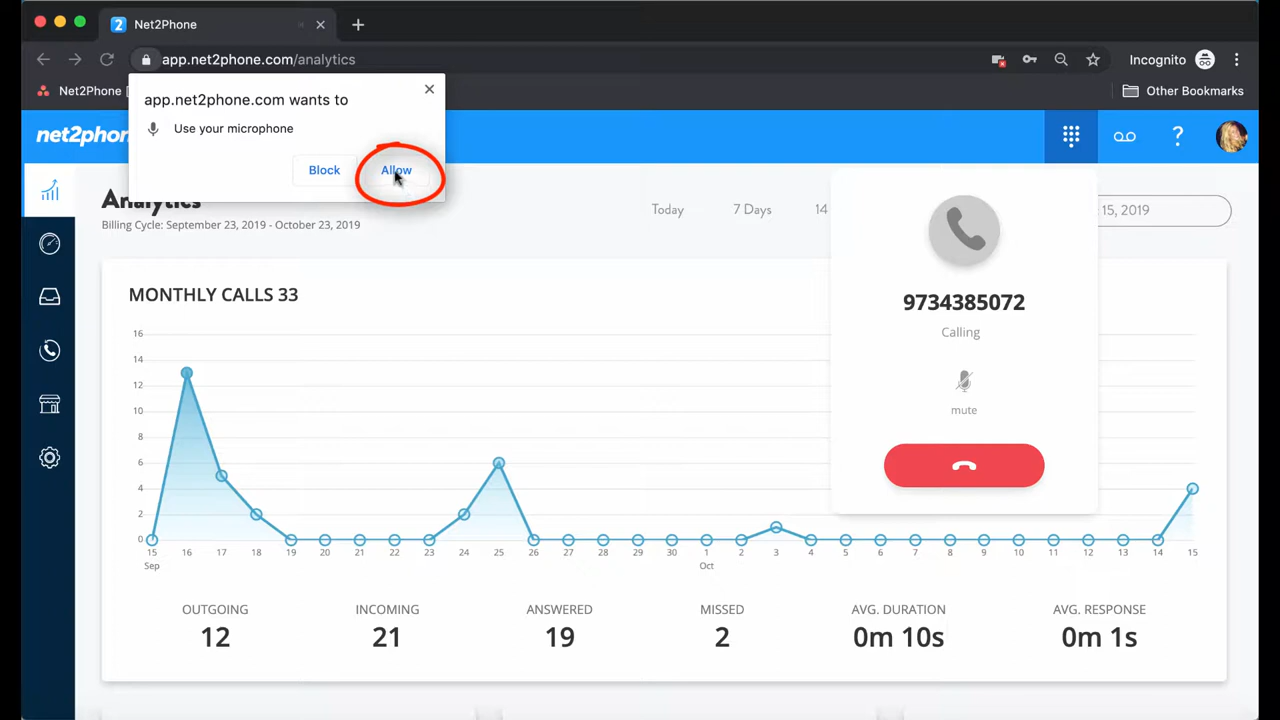 2 Net2Phone
app.net2phone.com/analytics
Incognito
Net2Phone
Other Bookmarks
app.net2phone.com wants to
Use your microphone
Block
Allow
Analytics
Billing Cycle: September 23, 2019 - October 23, 2019
Today
7 Days
14
15, 2019
MONTHLY CALLS 33
16
14
12
10
8
6
4
2
0
15 16 17 18 19 20 21 22 23 24 25 26 27 28 29 30 1 2 3 4 5 6 7 8 9 10 11 12 13 14 15
Sep Oct
9734385072
Calling
mute
OUTGOING INCOMING ANSWERED MISSED AVG. DURATION AVG. RESPONSE
12 21 19 2 0m 10s 0m 1s